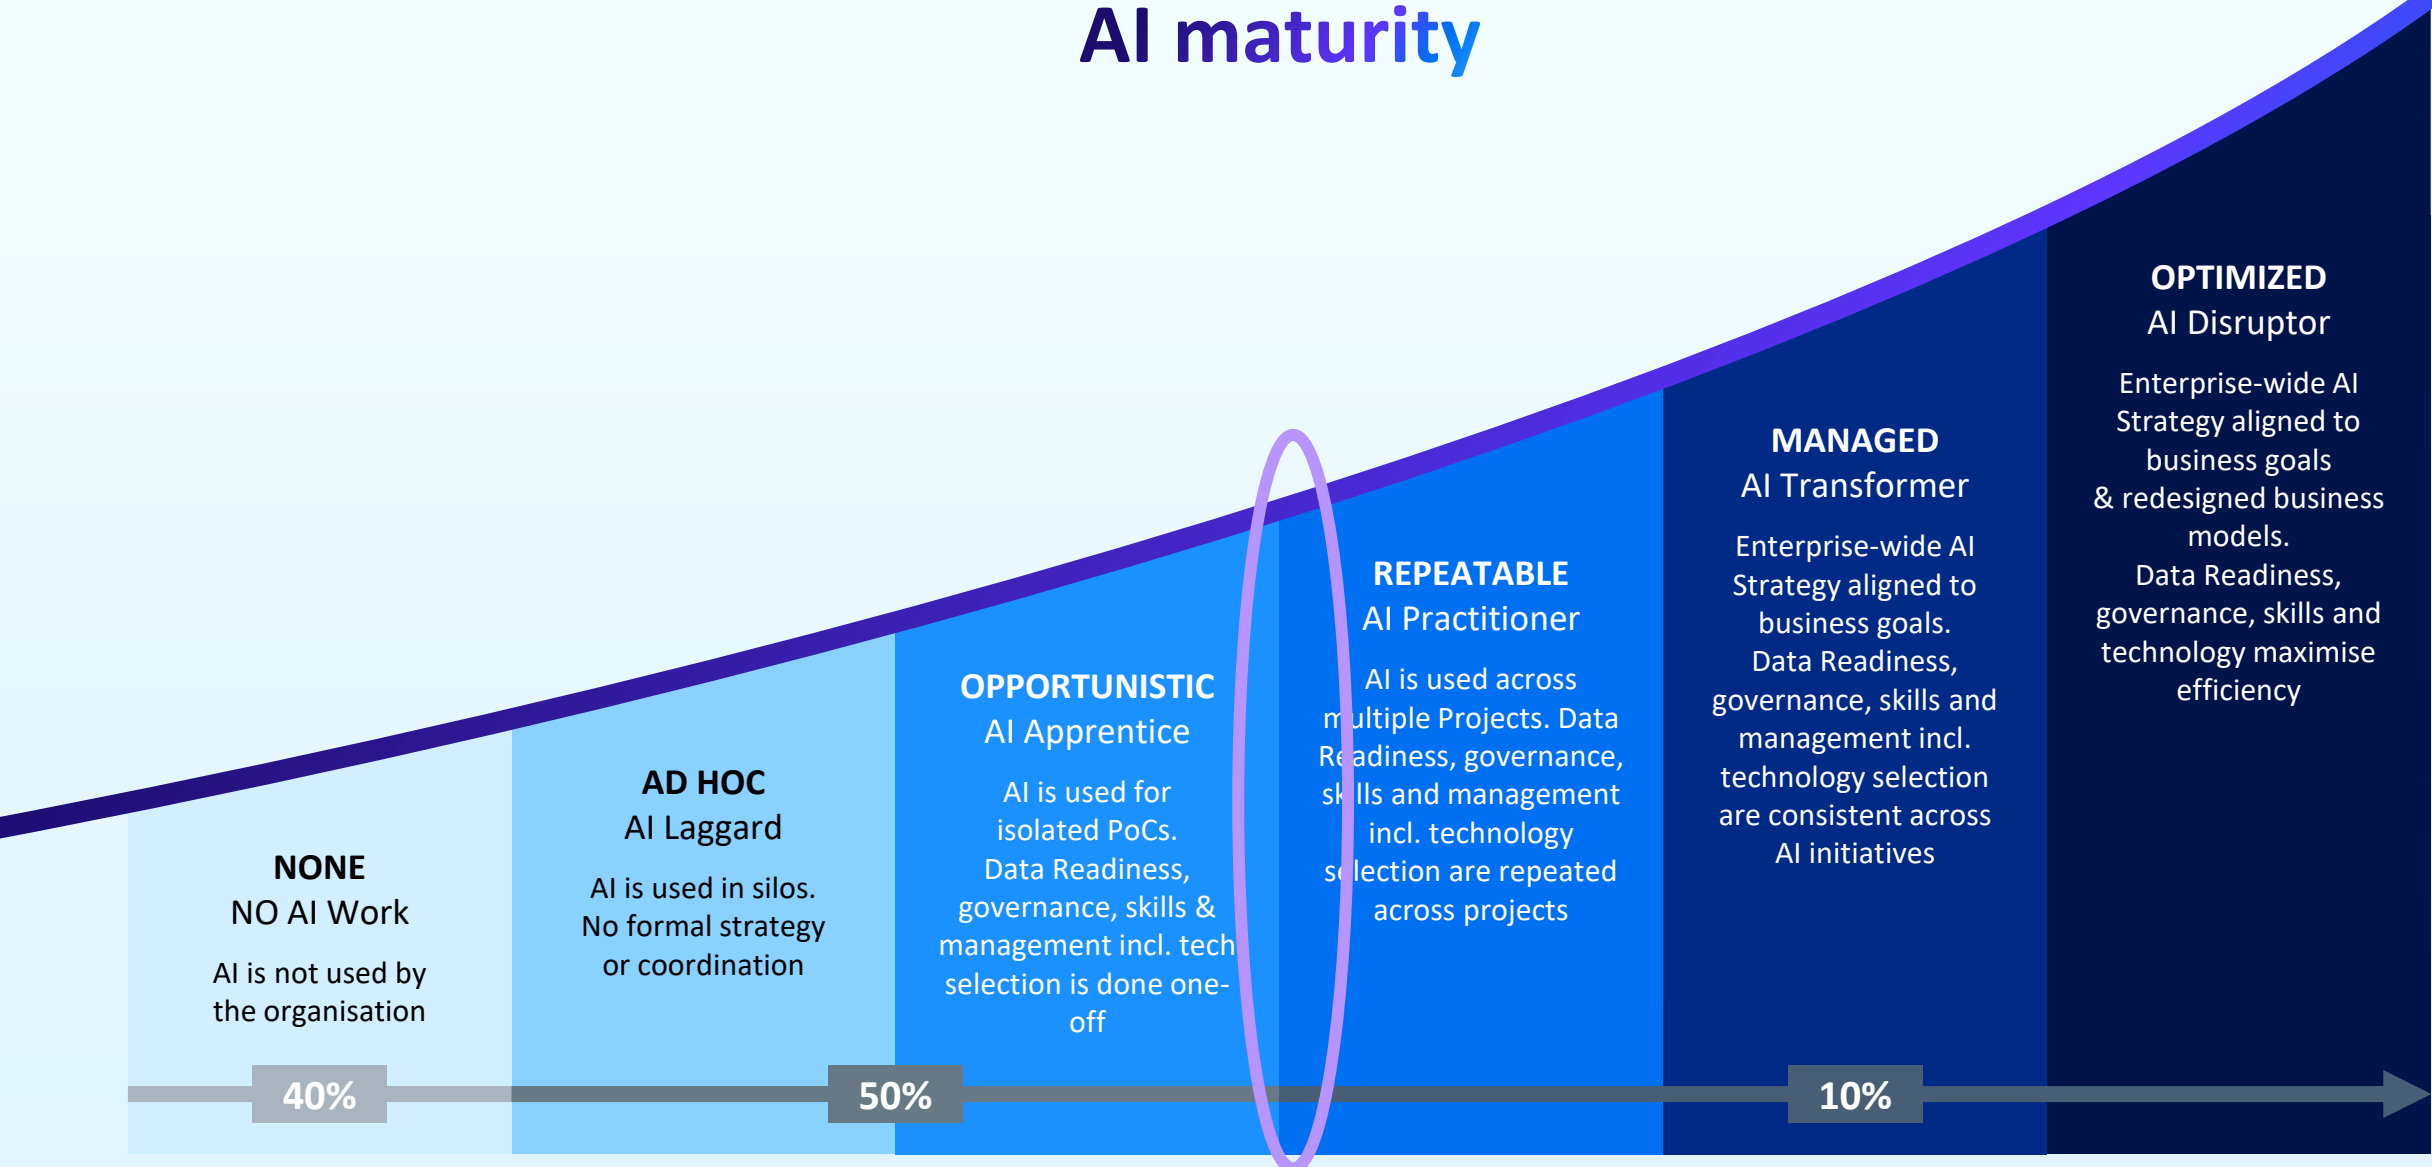 AI maturity
NONE
NO AI Work
AI is not used by
the organisation
AD HOC
AI Laggard
AI is used in silos.
No formal strategy
or coordination
OPPORTUNISTIC
AI Apprentice
AI is used for
isolated PoCs.
Data Readiness,
governance, skills &
management incl. tech
selection is done one-
off
REPEATABLE
AI Practitioner
AI is used across
multiple Projects. Data
Readiness, governance,
skills and management
incl. technology
selection are repeated
across projects
MANAGED
AI Transformer
Enterprise-wide AI
Strategy aligned to
business goals.
Data Readiness,
governance, skills and
management incl.
technology selection
are consistent across
AI initiatives
OPTIMIZED
AI Disruptor
Enterprise-wide AI
Strategy aligned to
business goals
& redesigned business
models.
Data Readiness,
governance, skills and
technology maximise
efficiency
40%
50%
10%